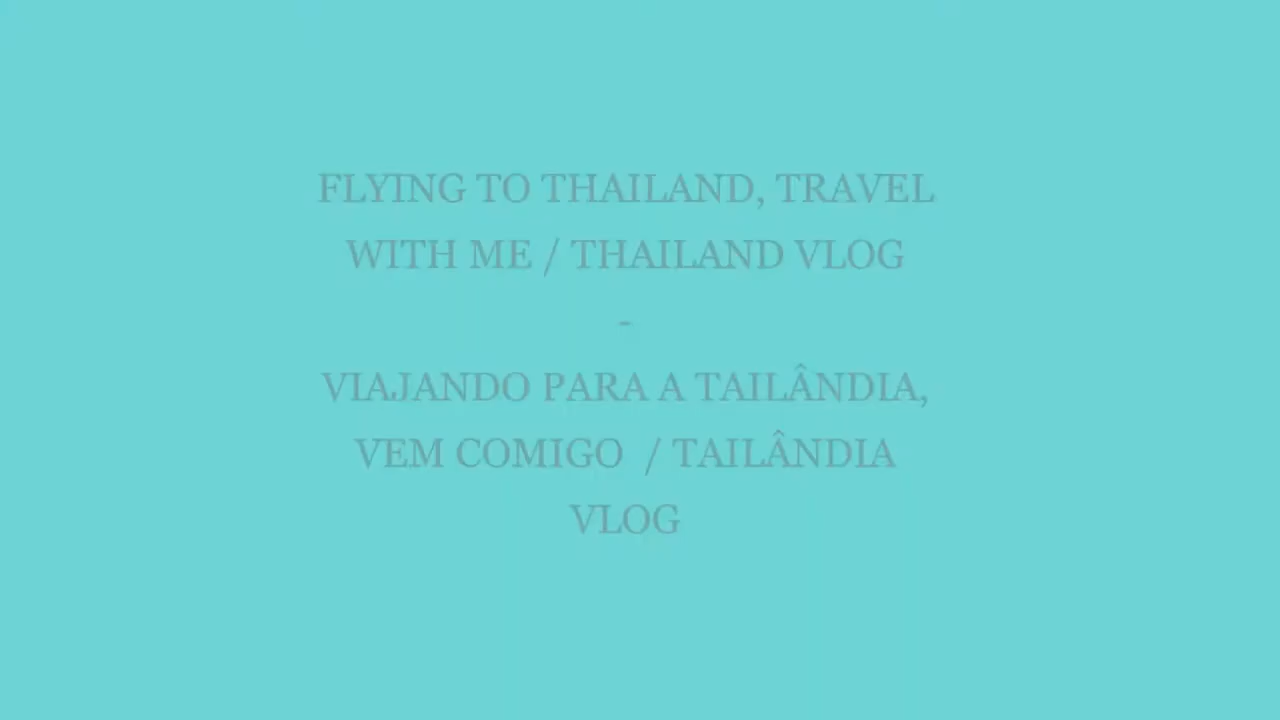 FLYING TO THAILAND, TRAVEL
WITH ME / THAILAND VLOG
-
VIAJANDO PARA A TAILÂNDIA,
VEM COMIGO  / TAILÂNDIA
VLOG